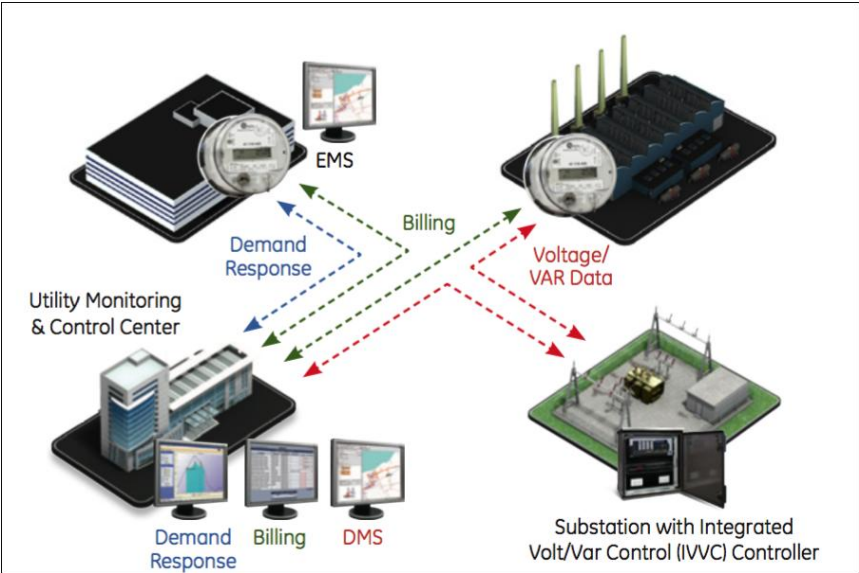 EMS
Billing
Demand
Response
Voltage/
VAR Data
Utility Monitoring
& Control Center
Demand
Response
Billing
DMS
Substation with Integrated
Volt/Var Control (IVVC) Controller